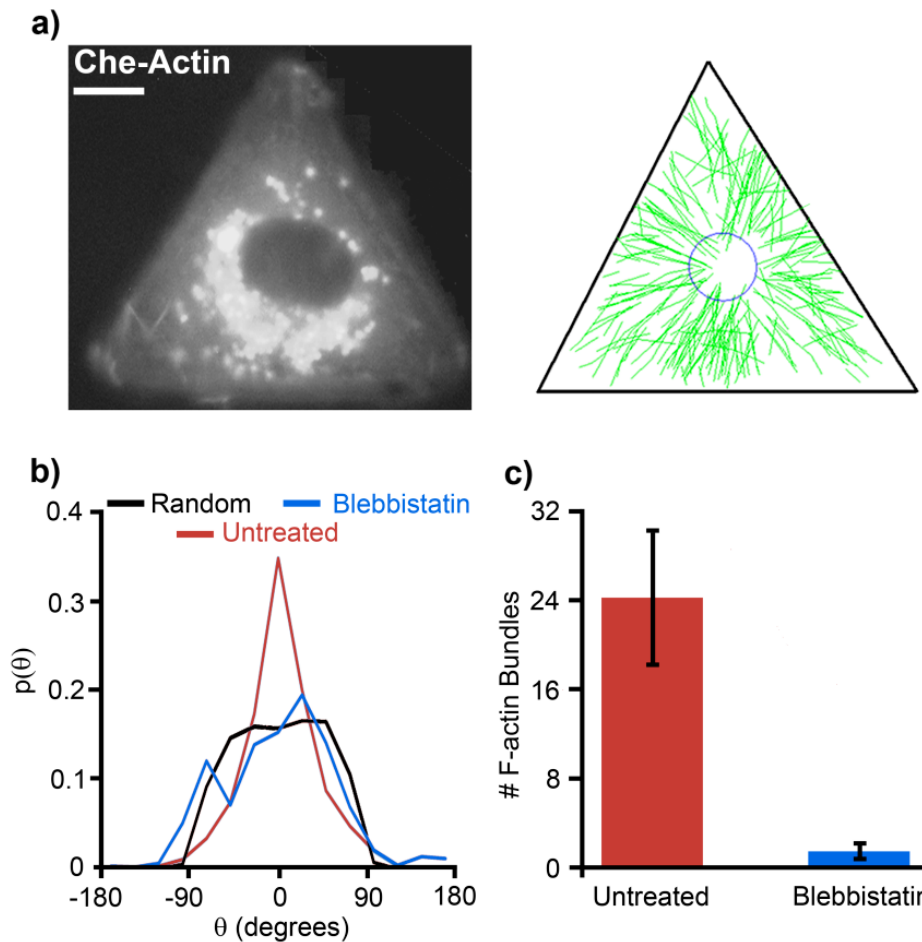 a)
Che-Actin
b)
Random
Blebbistatin
Untreated
0.4
0.3
0.2
0.1
0
p(θ)
-180 -90 0 90 180
θ (degrees)
c)
32
24
16
8
0
# F-actin Bundles
Untreated Blebbistatin